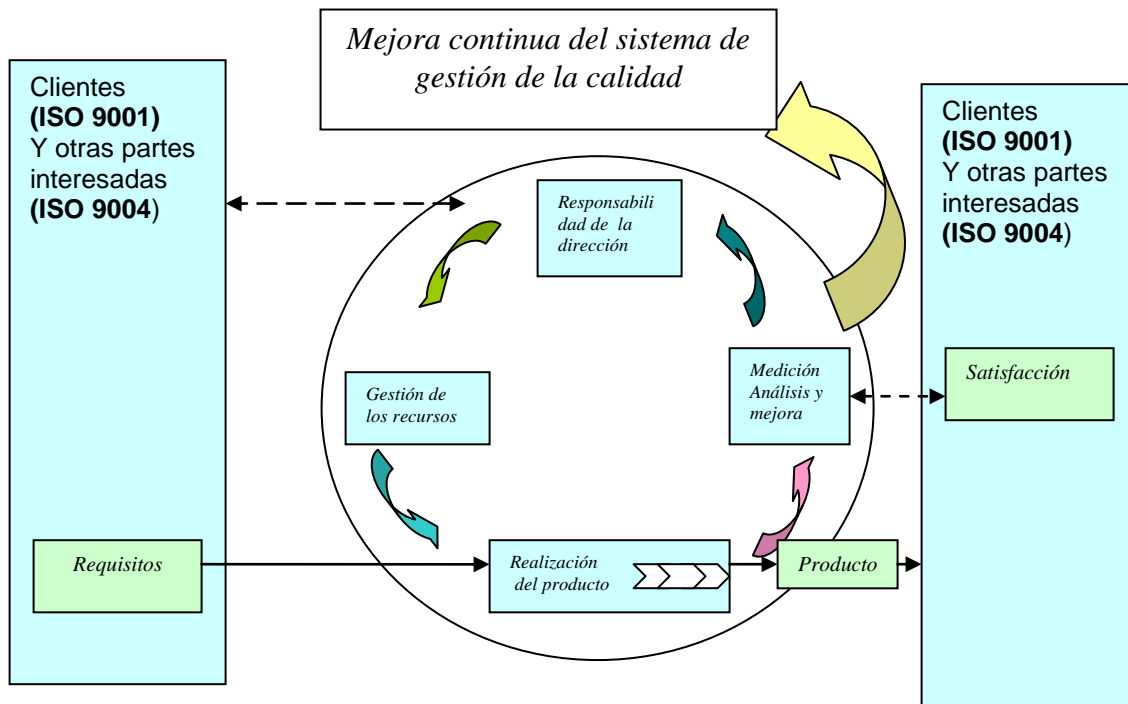 Mejora continua del sistema de
gestión de la calidad
Clientes
(ISO 9001)
Y otras partes
interesadas
(ISO 9004)
Clientes
(ISO 9001)
Y otras partes
interesadas
(ISO 9004)
Responsabili
dad de la
dirección
Gestión de
los recursos
Medición
Análisis y
mejora
Satisfacción
Requisitos
Realización
del producto
Producto